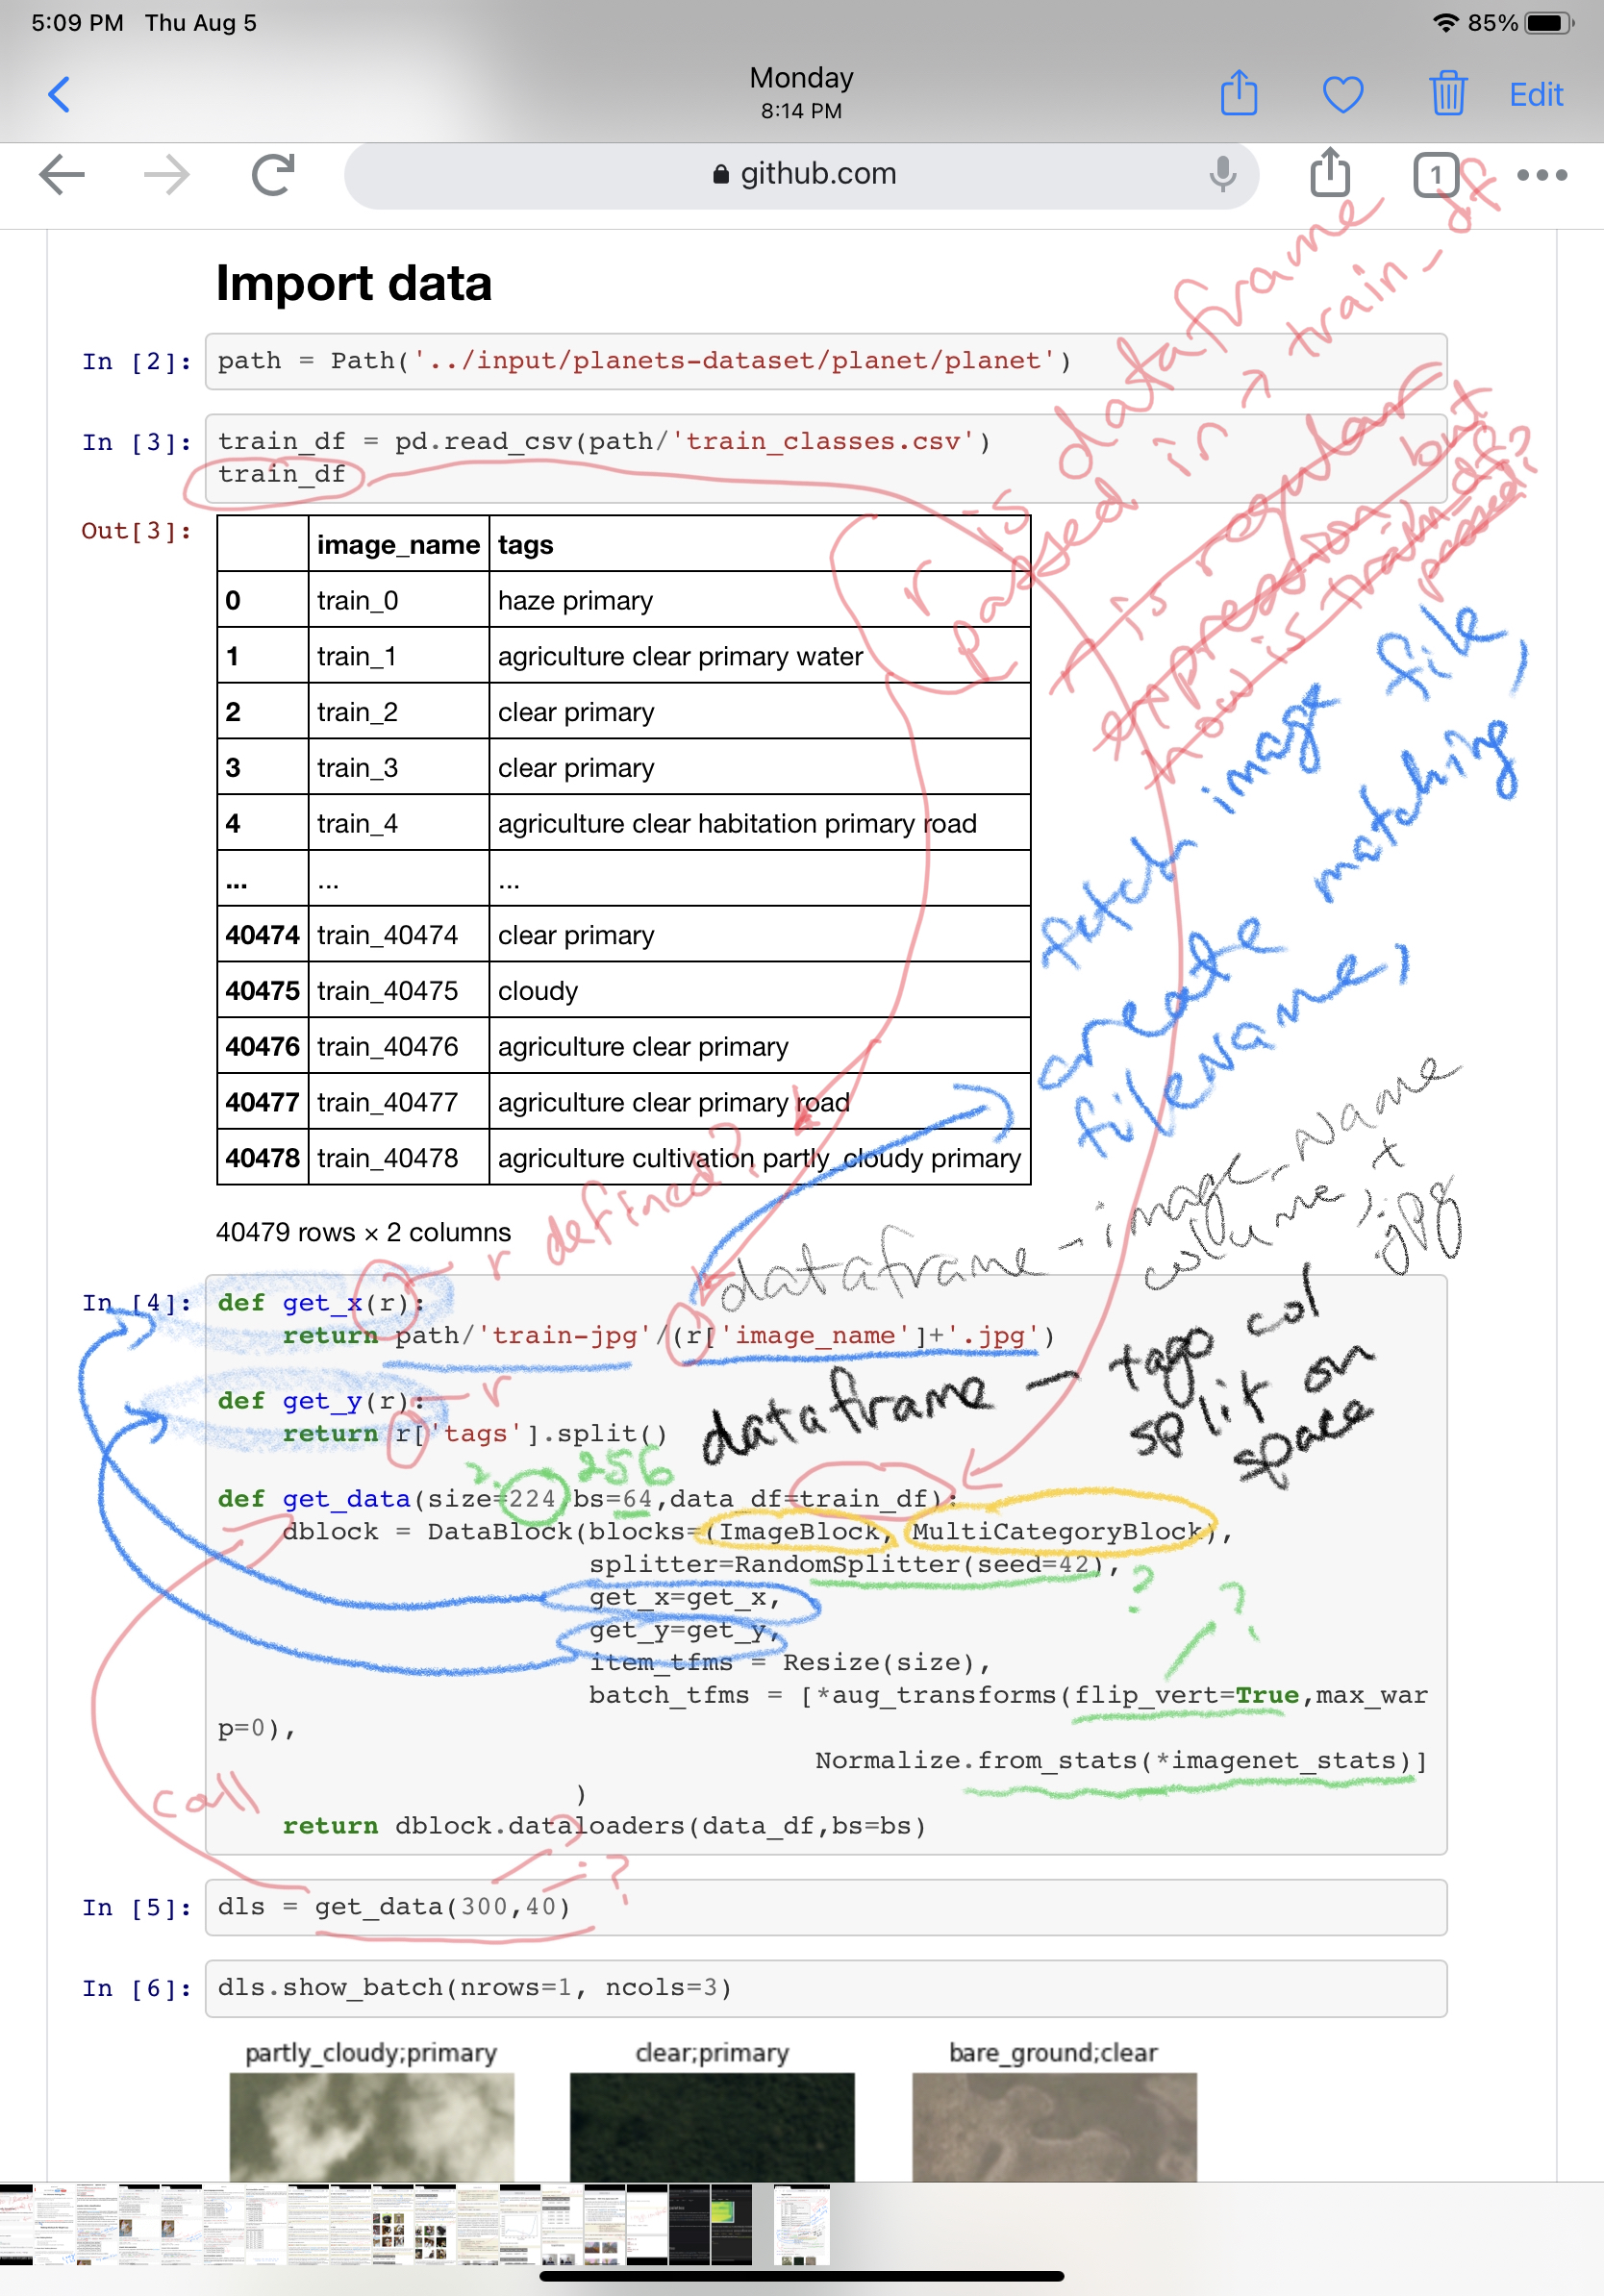 5:09 PM Thu Aug 5
85%
Monday
8:14 PM
Edit
github.com
1
Import data
In [2]:
path = Path('../input/planets-dataset/planet/planet')
In [3]:
train_df = pd.read_csv(path/'train_classes.csv')
train_df
Out[3]:
image_name tags
0 train_0 haze primary
1 train_1 agriculture clear primary water
2 train_2 clear primary
3 train_3 clear primary
4 train_4 agriculture clear habitation primary road
... ... ...
40474 train_40474 clear primary
40475 train_40475 cloudy
40476 train_40476 agriculture clear primary
40477 train_40477 agriculture clear primary road
40478 train_40478 agriculture cultivation partly_cloudy primary
40479 rows × 2 columns
r is dataframe
passed in → train_df
r is regular
expression but
how is train_df
passed?
fetch image file,
create matching
filename,
r defined?
dataframe - image_name
column, +
.jpg
In [4]:
def get_x(r):
return path/'train-jpg'/(r['image_name']+'.jpg')
r
def get_y(r):
return r['tags'].split()
dataframe - tags col
split on
space
? 256
def get_data(size=224,bs=64,data_df=train_df):
dblock = DataBlock(blocks=(ImageBlock, MultiCategoryBlock),
splitter=RandomSplitter(seed=42),
?
get_x=get_x,
get_y=get_y,
?
item_tfms = Resize(size),
batch_tfms = [*aug_transforms(flip_vert=True,max_war
p=0),
Normalize.from_stats(*imagenet_stats)]
)
call
return dblock.dataloaders(data_df,bs=bs)
?
In [5]:
dls = get_data(300,40)
In [6]:
dls.show_batch(nrows=1, ncols=3)
partly_cloudy;primary clear;primary bare_ground;clear